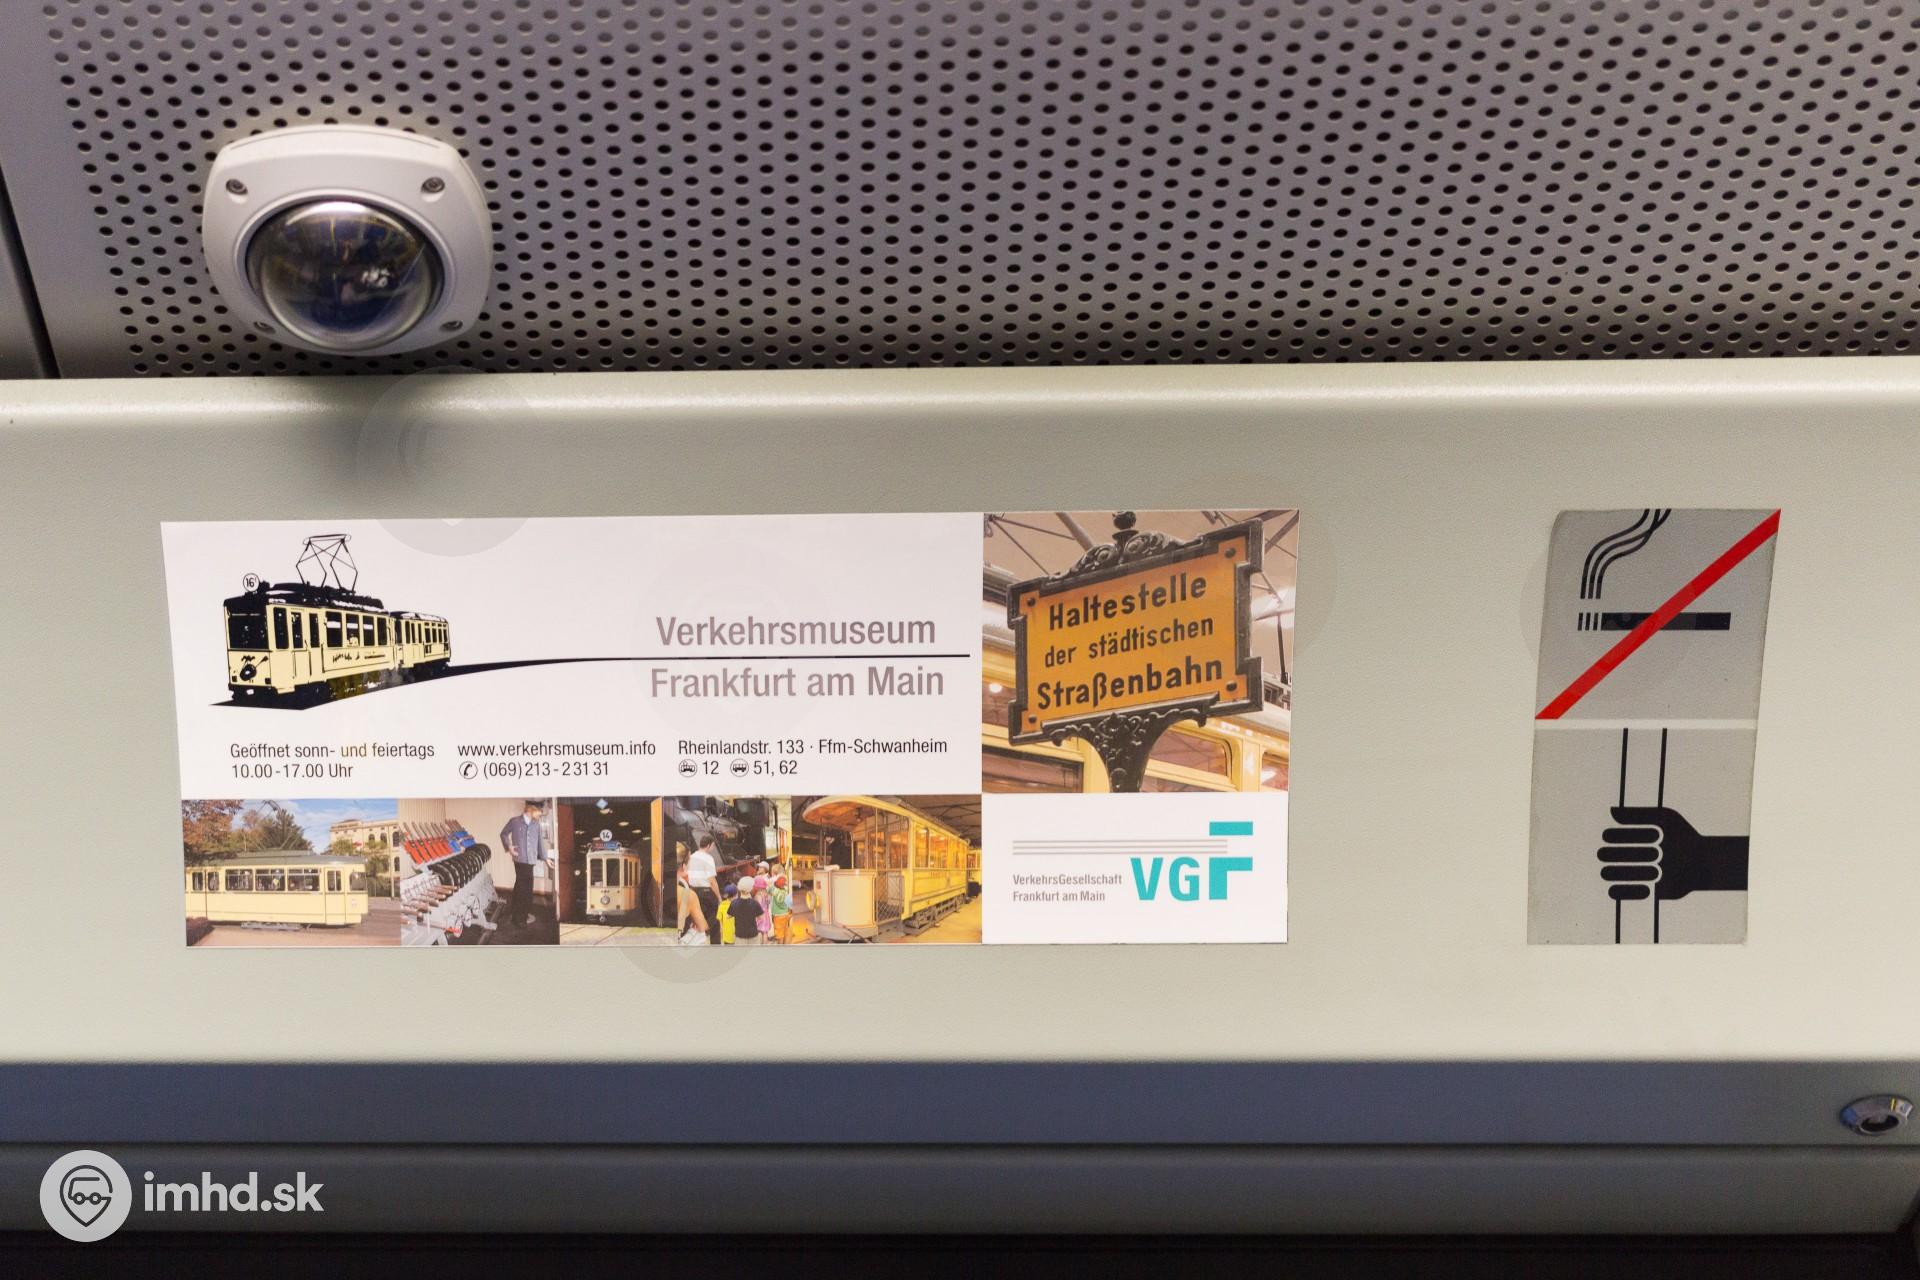 16
Verkehrsmuseum
Frankfurt am Main
Geöffnet sonn- und feiertags
10.00-17.00 Uhr
www.verkehrsmuseum.info
(069) 213-2 31 31
Rheinlandstr. 133 · Ffm-Schwanheim
12 51, 62
Haltestelle
der städtischen
Straßenbahn
14
VerkehrsGesellschaft
Frankfurt am Main
VGF
imhd.sk